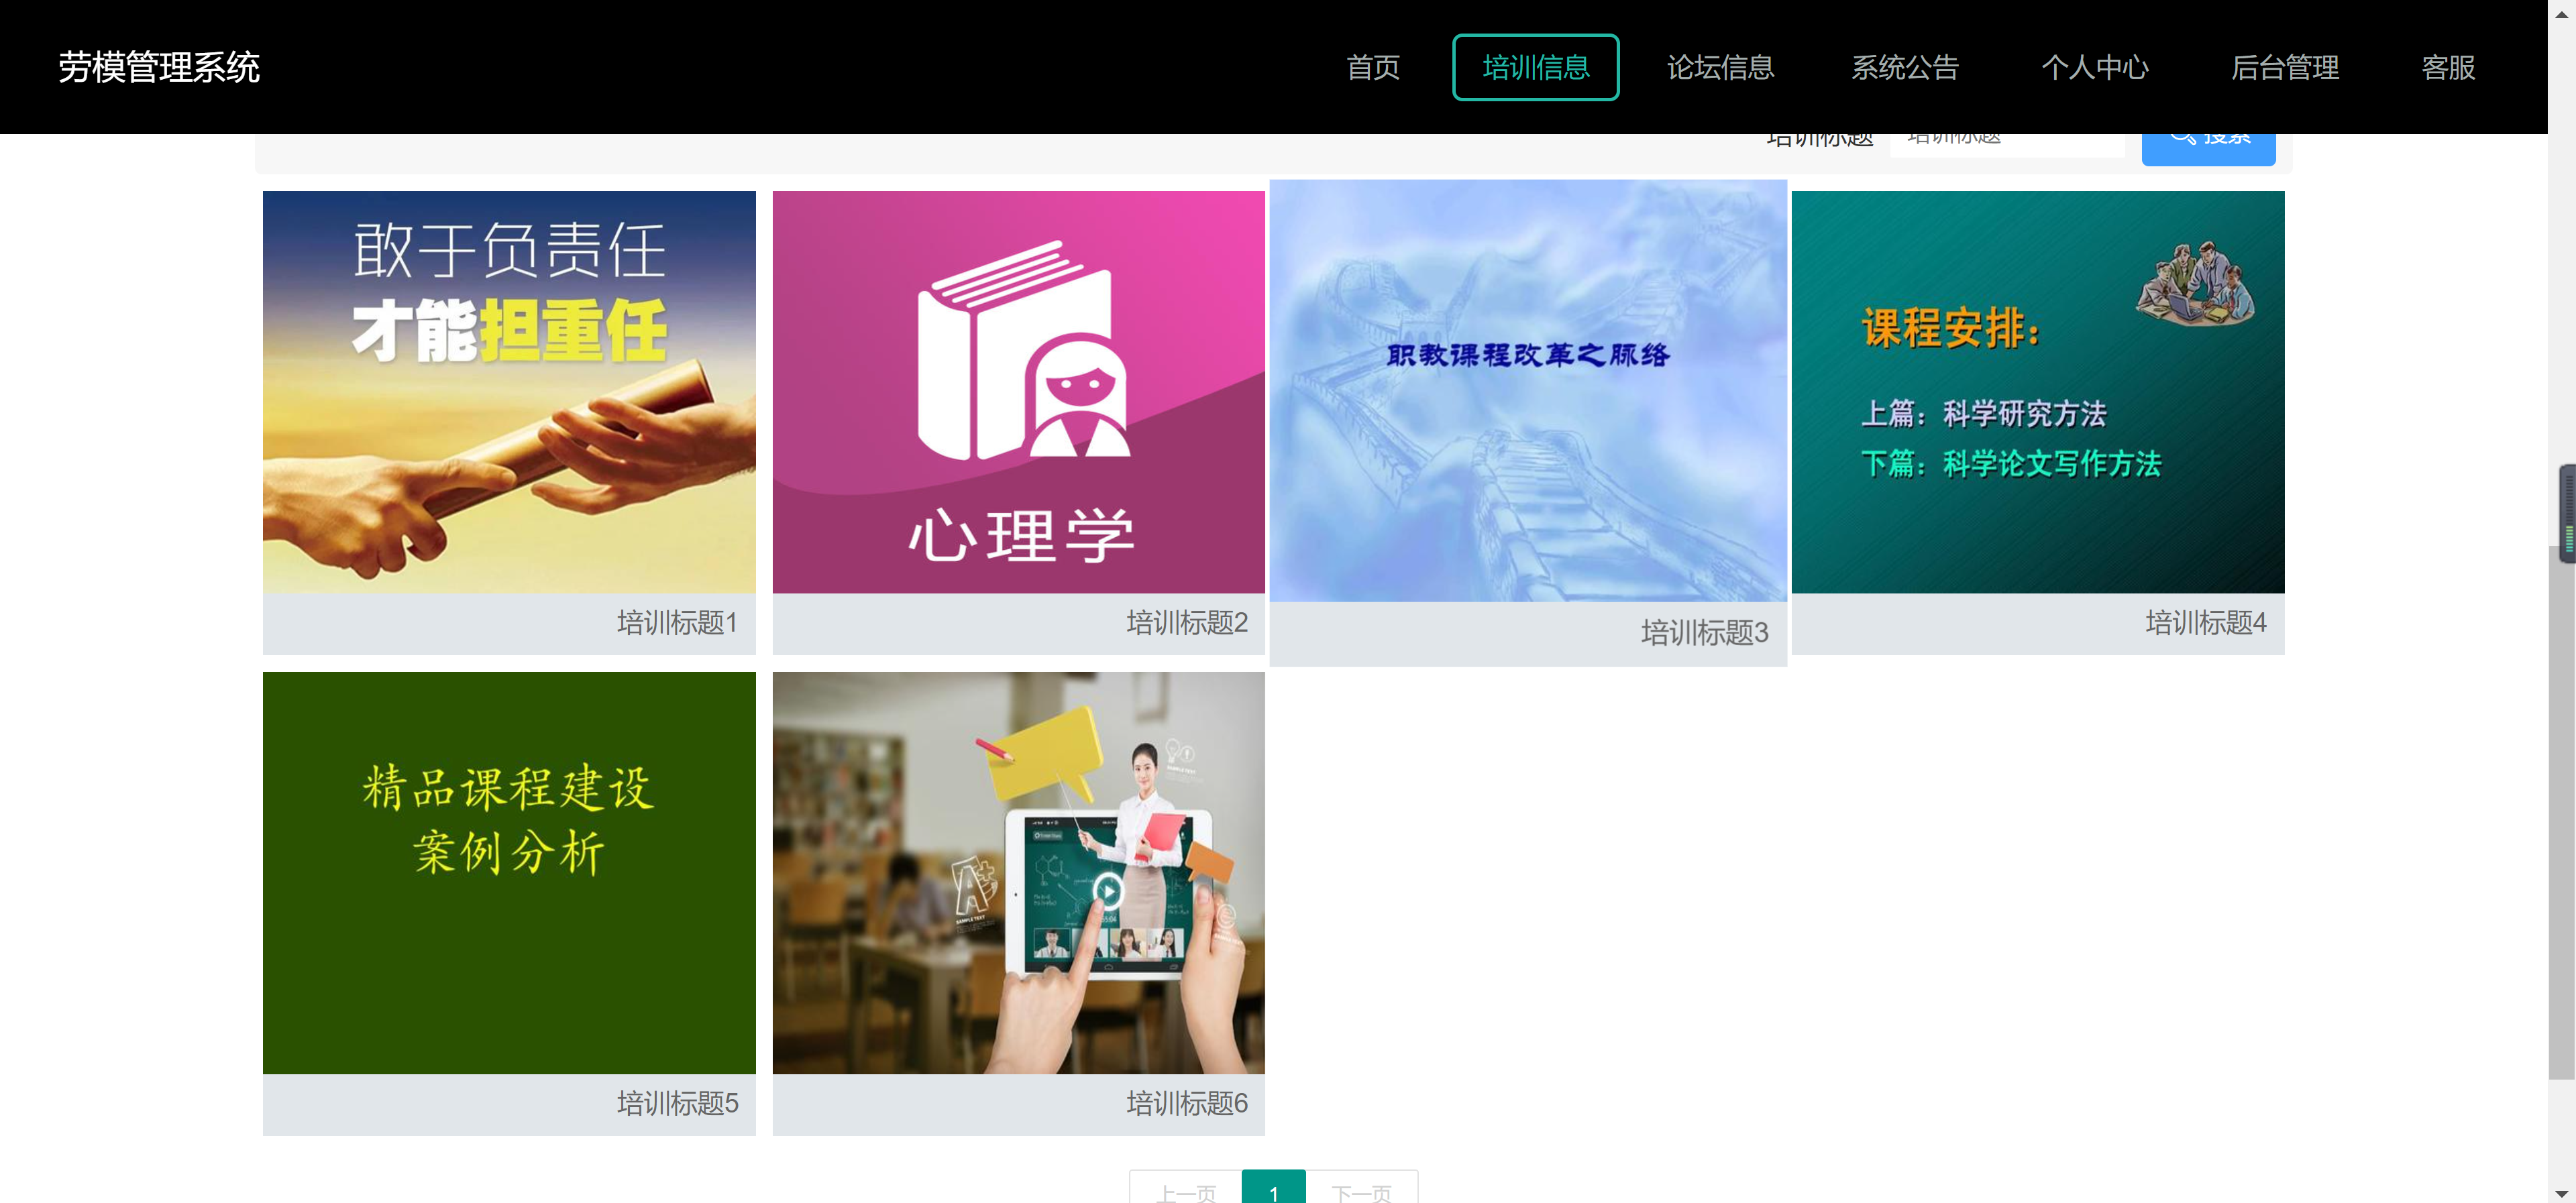 劳模管理系统
首页
培训信息
论坛信息
系统公告
个人中心
后台管理
客服
培训标题
培训标题
搜索
敢于负责任
才能担重任
心理学
职教课程改革之脉络
课程安排：
上篇：科学研究方法
下篇：科学论文写作方法
培训标题1
培训标题2
培训标题3
培训标题4
精品课程建设
案例分析
A+
SAMPLE TEXT
SAMPLE TEXT
培训标题5
培训标题6
上一页
1
下一页